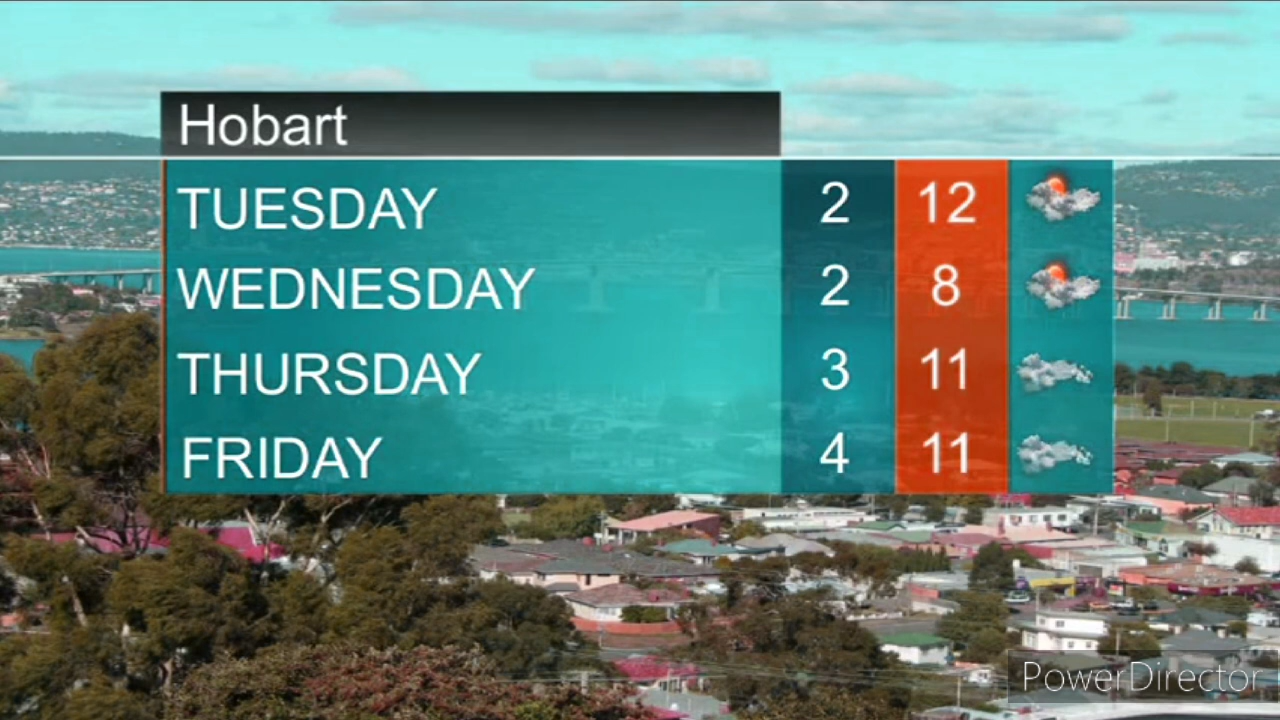 Hobart
TUESDAY 2 12
WEDNESDAY 2 8
THURSDAY 3 11
FRIDAY 4 11
PowerDirector